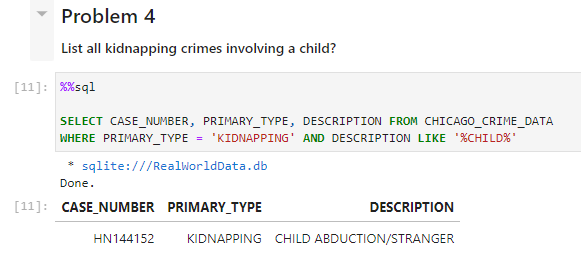 Problem 4
List all kidnapping crimes involving a child?
[11]: %%sql
SELECT CASE_NUMBER, PRIMARY_TYPE, DESCRIPTION FROM CHICAGO_CRIME_DATA
WHERE PRIMARY_TYPE = 'KIDNAPPING' AND DESCRIPTION LIKE '%CHILD%'
* sqlite:///RealWorldData.db
Done.
[11]: CASE_NUMBER PRIMARY_TYPE DESCRIPTION
HN144152 KIDNAPPING CHILD ABDUCTION/STRANGER